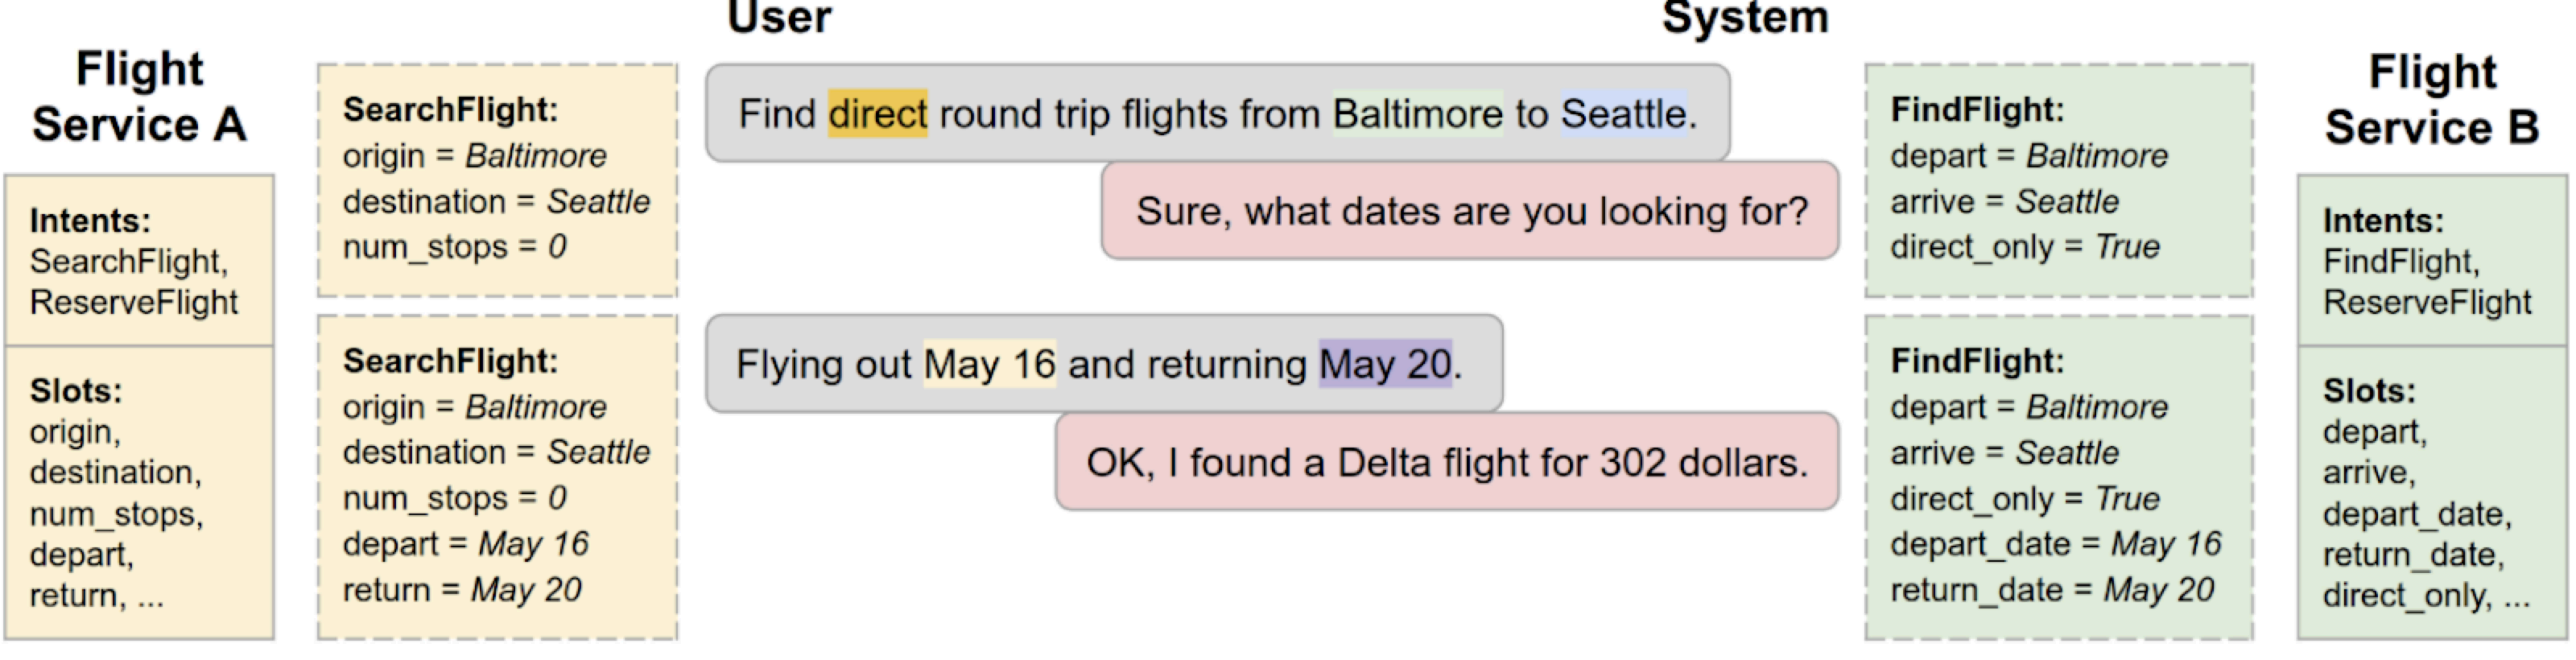 User
System
Flight
Service A
Intents:
SearchFlight,
ReserveFlight
Slots:
origin,
destination,
num_stops,
depart,
return, ...
SearchFlight:
origin = Baltimore
destination = Seattle
num_stops = 0
SearchFlight:
origin = Baltimore
destination = Seattle
num_stops = 0
depart = May 16
return = May 20
Find direct round trip flights from Baltimore to Seattle.
Sure, what dates are you looking for?
Flying out May 16 and returning May 20.
OK, I found a Delta flight for 302 dollars.
FindFlight:
depart = Baltimore
arrive = Seattle
direct_only = True
FindFlight:
depart = Baltimore
arrive = Seattle
direct_only = True
depart_date = May 16
return_date = May 20
Flight
Service B
Intents:
FindFlight,
ReserveFlight
Slots:
depart,
arrive,
depart_date,
return_date,
direct_only, ...